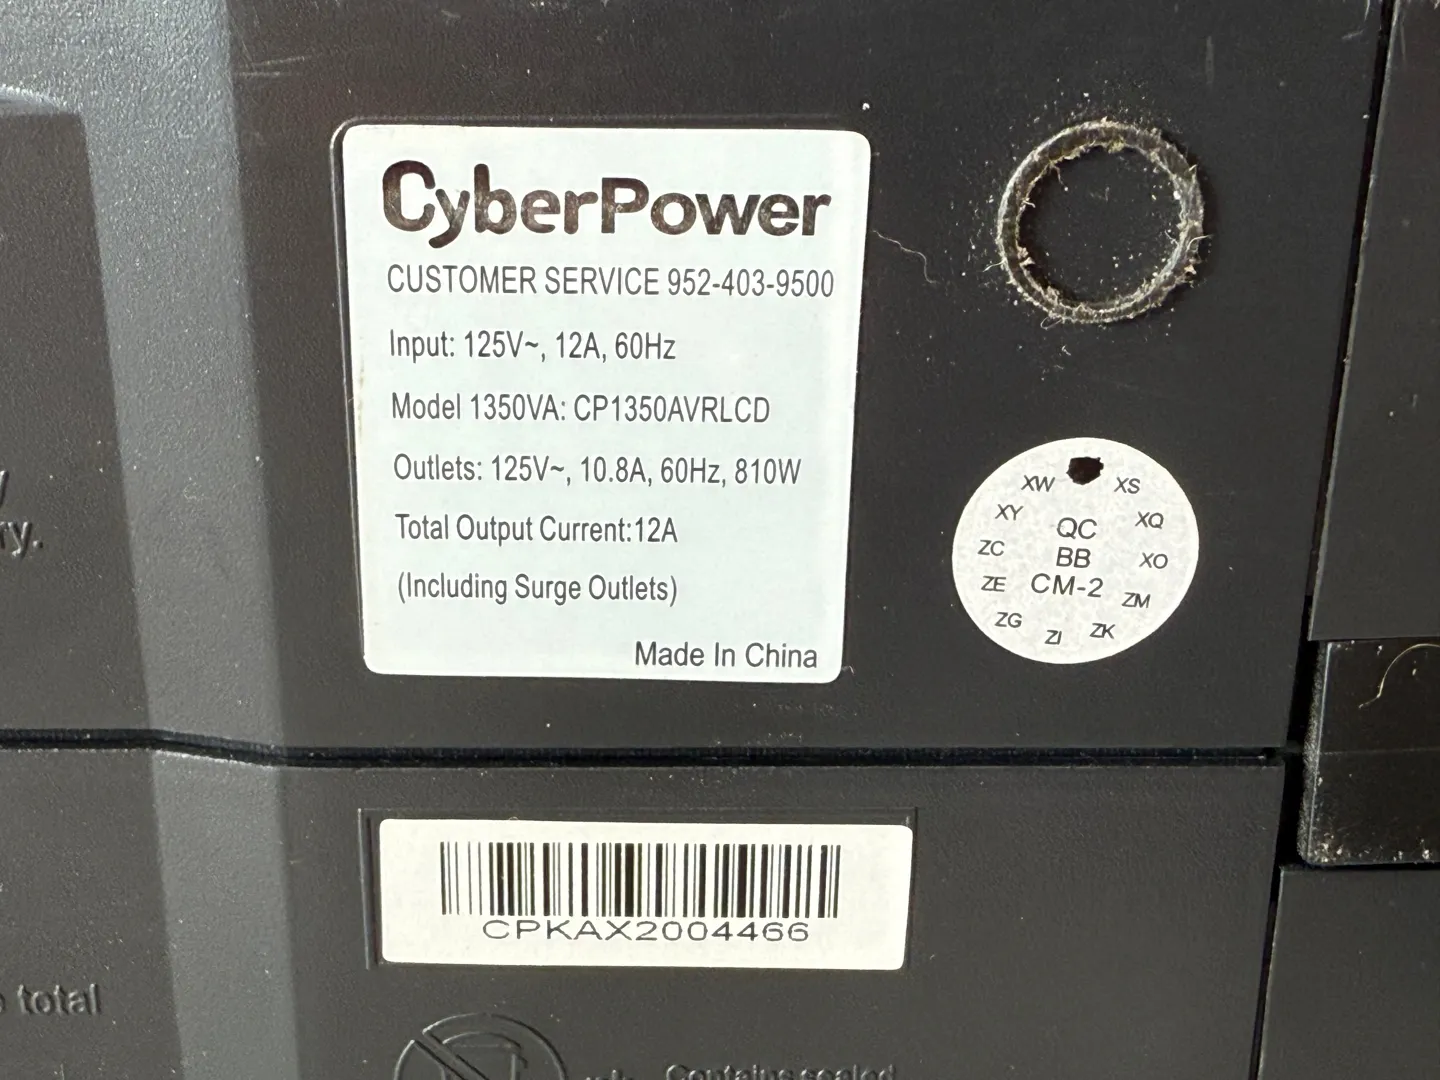 CyberPower
CUSTOMER SERVICE 952-403-9500
Input: 125V~, 12A, 60Hz
Model 1350VA: CP1350AVRLCD
Outlets: 125V~, 10.8A, 60Hz, 810W
Total Output Current:12A
(Including Surge Outlets)
Made In China
XW
XS
XY
XQ
QC
ZC
BB
XO
ZE
CM-2
ZM
ZG
ZI
ZK
CPKAX2004466
total
Contains sealed